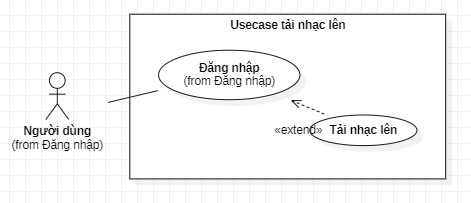 Usecase tải nhạc lên
Đăng nhập
(from Đăng nhập)
Người dùng
(from Đăng nhập)
«extend»
Tải nhạc lên